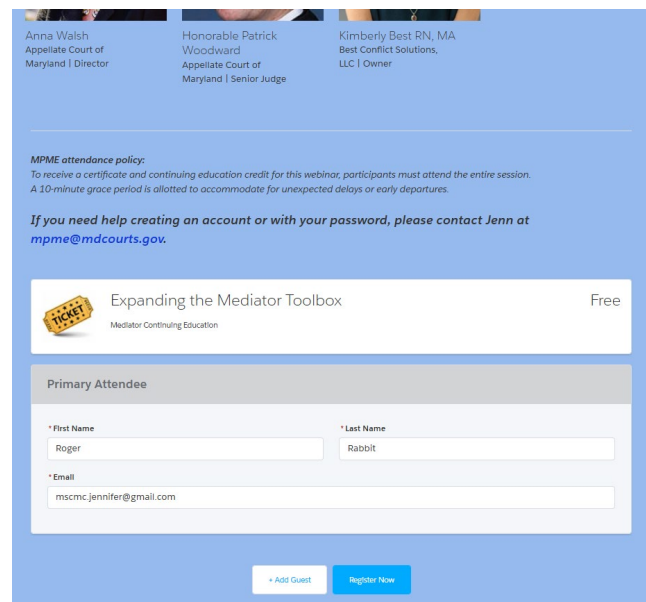 Anna Walsh
Appellate Court of
Maryland | Director
Honorable Patrick
Woodward
Appellate Court of
Maryland | Senior Judge
Kimberly Best RN, MA
Best Conflict Solutions,
LLC | Owner
MPME attendance policy:
To receive a certificate and continuing education credit for this webinar, participants must attend the entire session.
A 10-minute grace period is allotted to accommodate for unexpected delays or early departures.
If you need help creating an account or with your password, please contact Jenn at
mpme@mdcourts.gov.
TICKET
Expanding the Mediator Toolbox
Free
Mediator Continuing Education
Primary Attendee
* First Name
* Last Name
Roger
Rabbit
* Email
mscmc.jennifer@gmail.com
+ Add Guest
Register Now